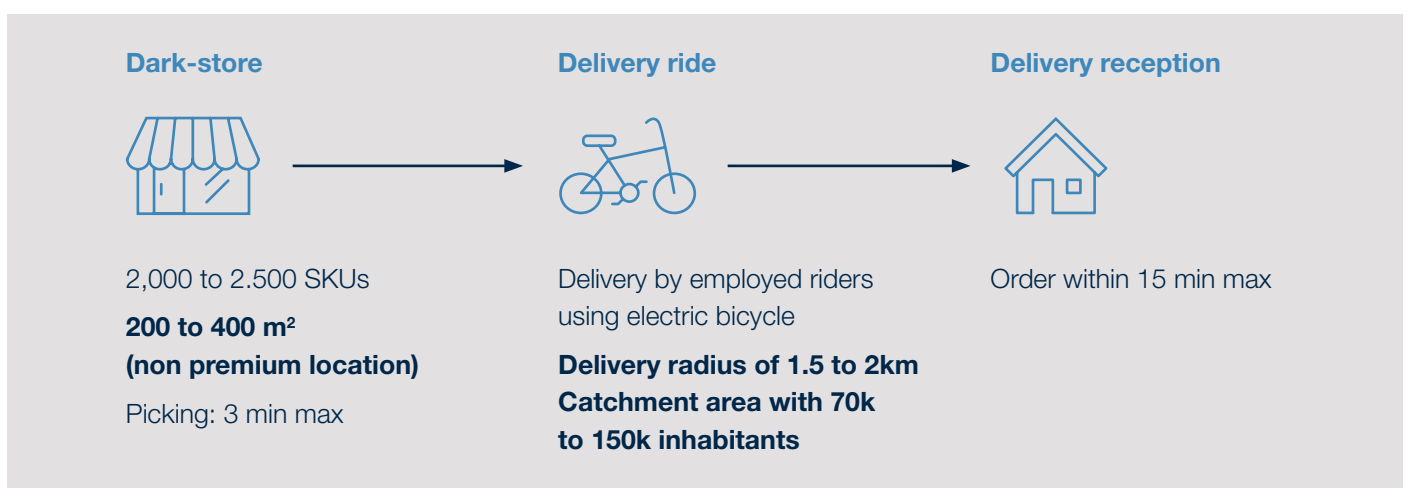 Dark-store
2,000 to 2.500 SKUs
200 to 400 m²
(non premium location)
Picking: 3 min max
Delivery ride
Delivery by employed riders
using electric bicycle
Delivery radius of 1.5 to 2km
Catchment area with 70k
to 150k inhabitants
Delivery reception
Order within 15 min max